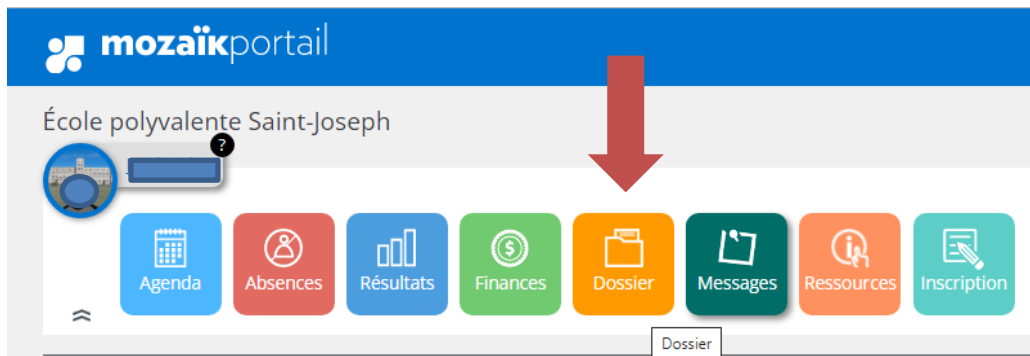 mozaïkportail
École polyvalente Saint-Joseph
?
Agenda Absences Résultats Finances Dossier Messages Ressources Inscription
Dossier